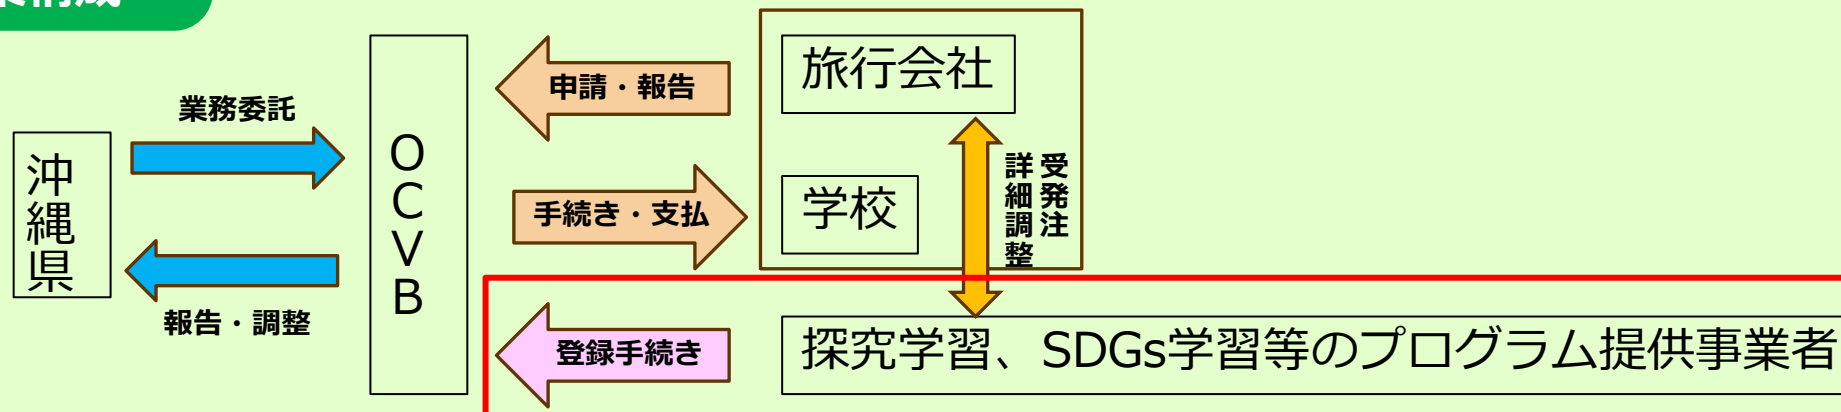 業務委託
沖縄県
報告・調整
OCVB
申請・報告
手続き・支払
登録手続き
旅行会社
学校
受発注
詳細調整
探究学習、SDGs学習等のプログラム提供事業者